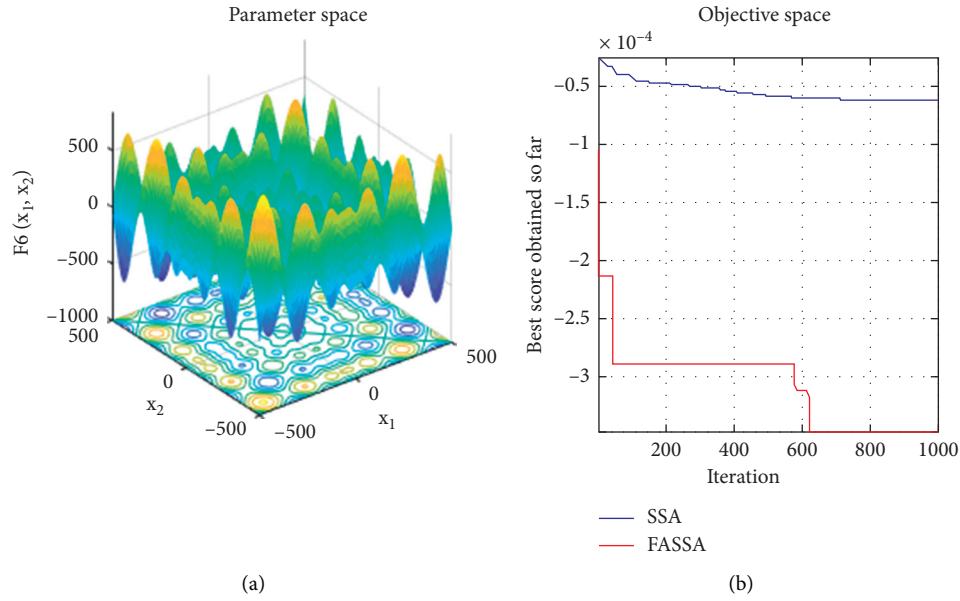 Parameter space
F6 (x1, x2)
500
0
−500
−1000
500
0
−500
x2
−500
0
500
x1
(a)
Objective space
× 10−4
Best score obtained so far
−0.5
−1
−1.5
−2
−2.5
−3
200
400
600
800
1000
Iteration
SSA
FASSA
(b)